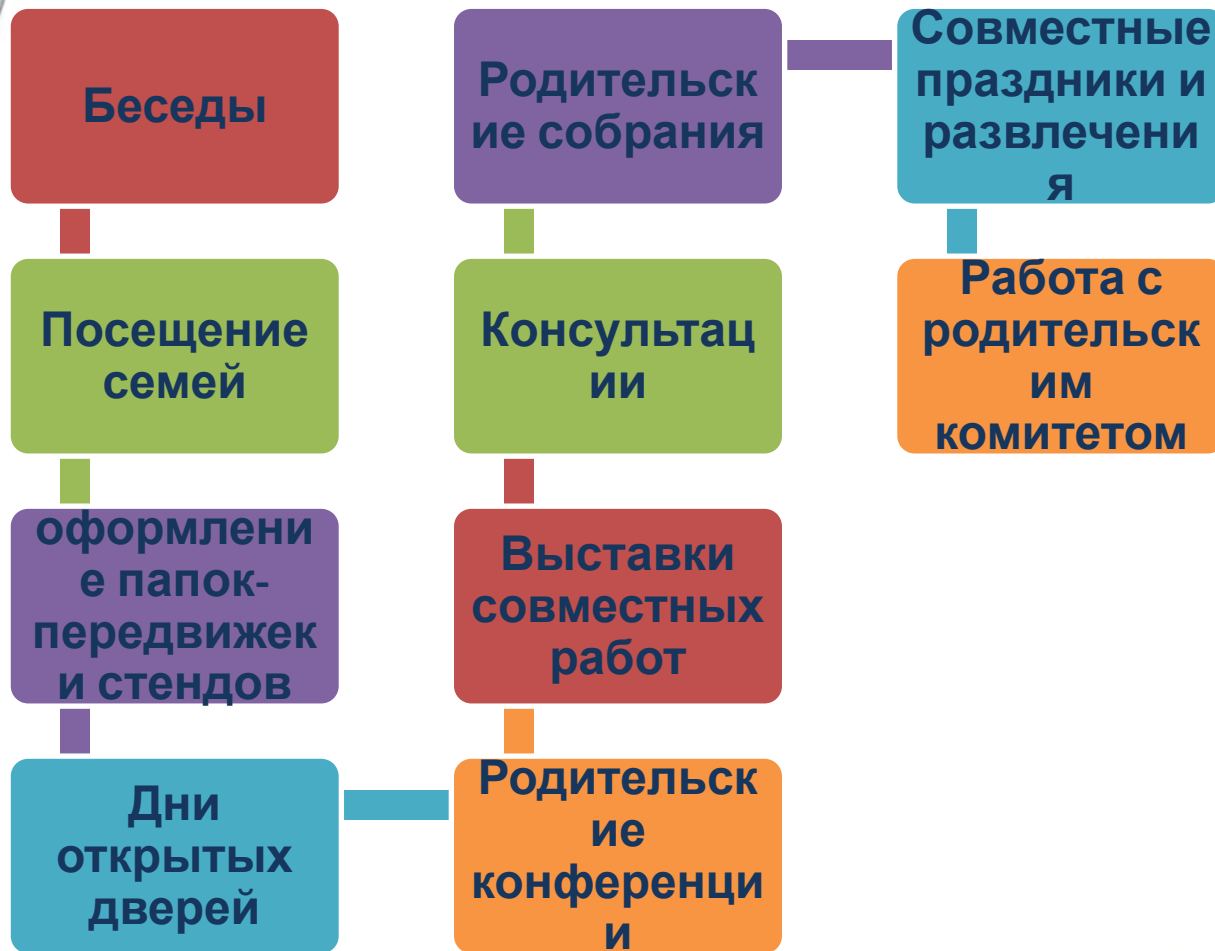 Беседы
Посещение
семей
оформлени
е папок-
передвижек
и стендов
Дни
открытых
дверей
Родительск
ие
конференци
и
Выставки
совместных
работ
Консультац
ии
Родительск
ие собрания
Совместные
праздники и
развлечени
я
Работа с
родительск
им
комитетом